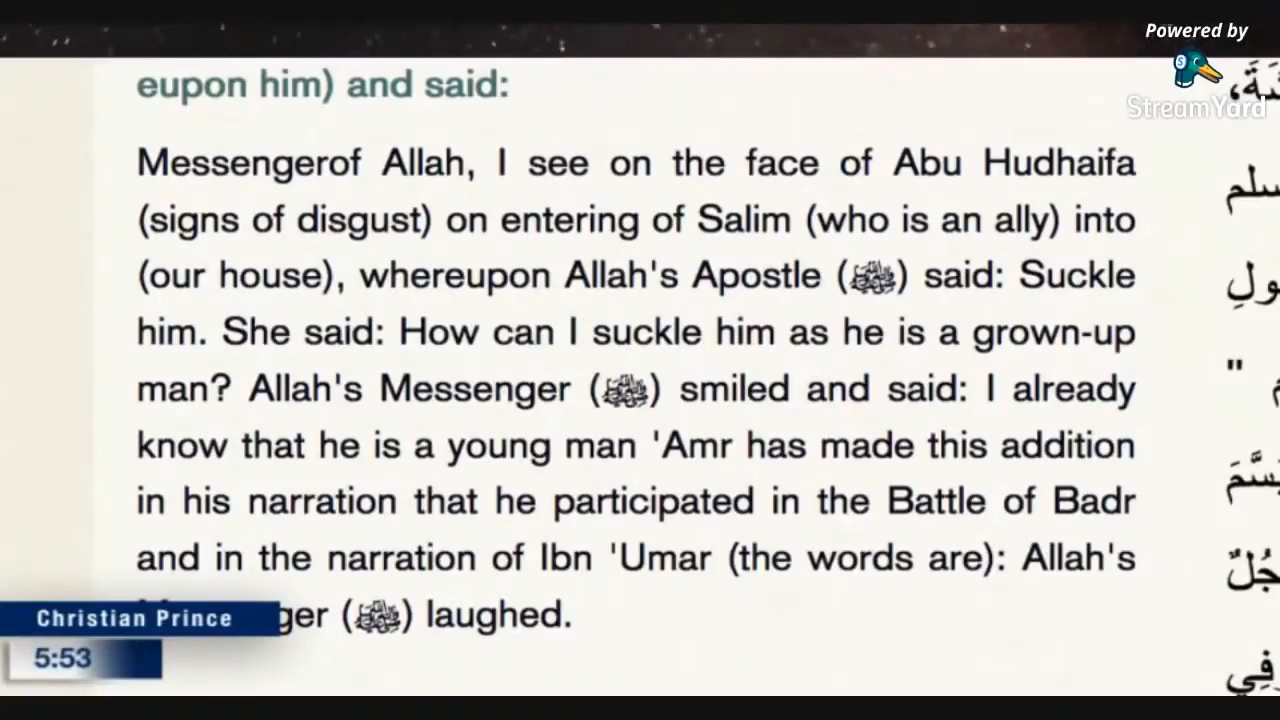 Powered by
StreamYard
eupon him) and said:
Messengerof Allah, I see on the face of Abu Hudhaifa
(signs of disgust) on entering of Salim (who is an ally) into
(our house), whereupon Allah's Apostle (ﷺ) said: Suckle
him. She said: How can I suckle him as he is a grown-up
man? Allah's Messenger (ﷺ) smiled and said: I already
know that he is a young man 'Amr has made this addition
in his narration that he participated in the Battle of Badr
and in the narration of Ibn 'Umar (the words are): Allah's
(ﷺ) laughed.
Christian Prince
5:53
"